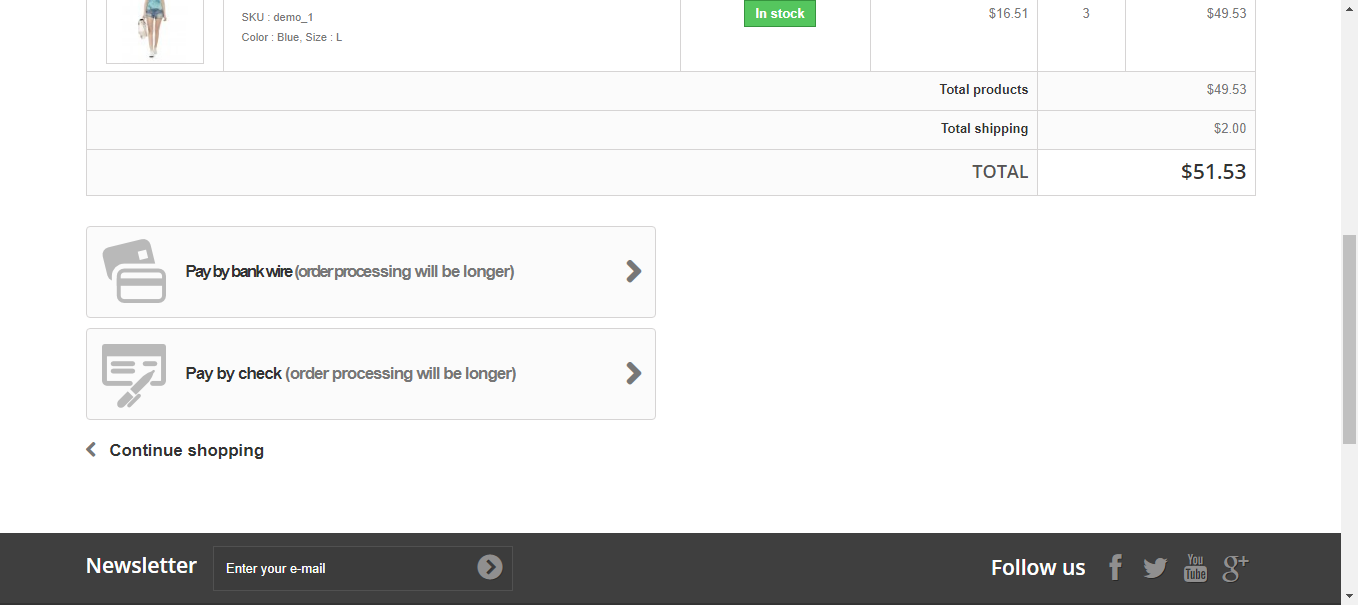 SKU : demo_1
Color : Blue, Size : L
In stock
$16.51
3
$49.53
Total products
$49.53
Total shipping
$2.00
TOTAL
$51.53
Pay by bank wire (order processing will be longer)
Pay by check (order processing will be longer)
Continue shopping
Newsletter
Enter your e-mail
Follow us
You
Tube
g+